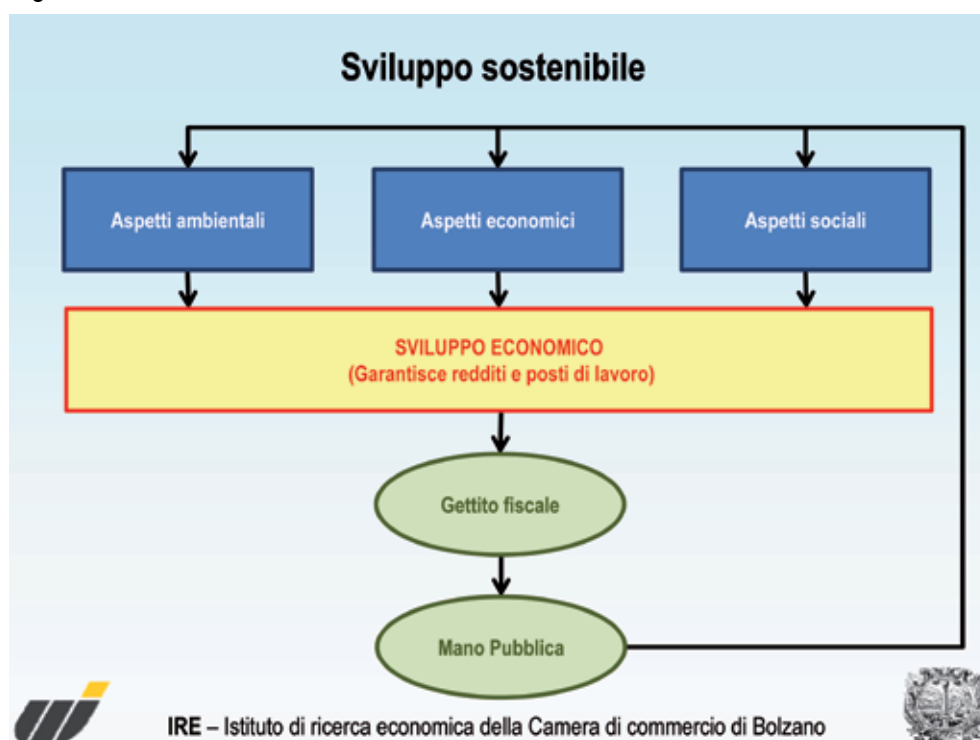 Sviluppo sostenibile
Aspetti ambientali
Aspetti economici
Aspetti sociali
SVILUPPO ECONOMICO
(Garantisce redditi e posti di lavoro)
Gettito fiscale
Mano Pubblica
IRE – Istituto di ricerca economica della Camera di commercio di Bolzano